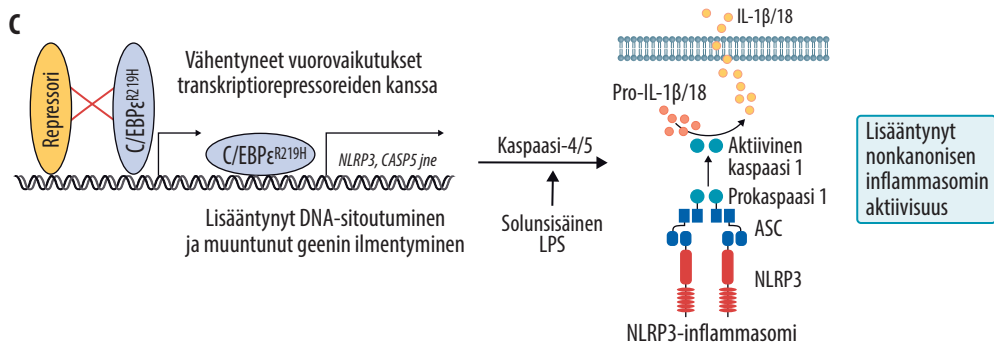 C
Repressori
C/EBPεR219H
Vähentyneet vuorovaikutukset
transkriptiorepressoreiden kanssa
C/EBPεR219H
NLRP3, CASP5 jne
Lisääntynyt DNA-sitoutuminen
ja muuntunut geenin ilmentyminen
Kaspaasi-4/5
Solunsisäinen
LPS
IL-1β/18
Pro-IL-1β/18
Aktiivinen
kaspaasi 1
Prokaspaasi 1
ASC
NLRP3
NLRP3-inflammasomi
Lisääntynyt
nonkanonisen
inflammasomin
aktiivisuus